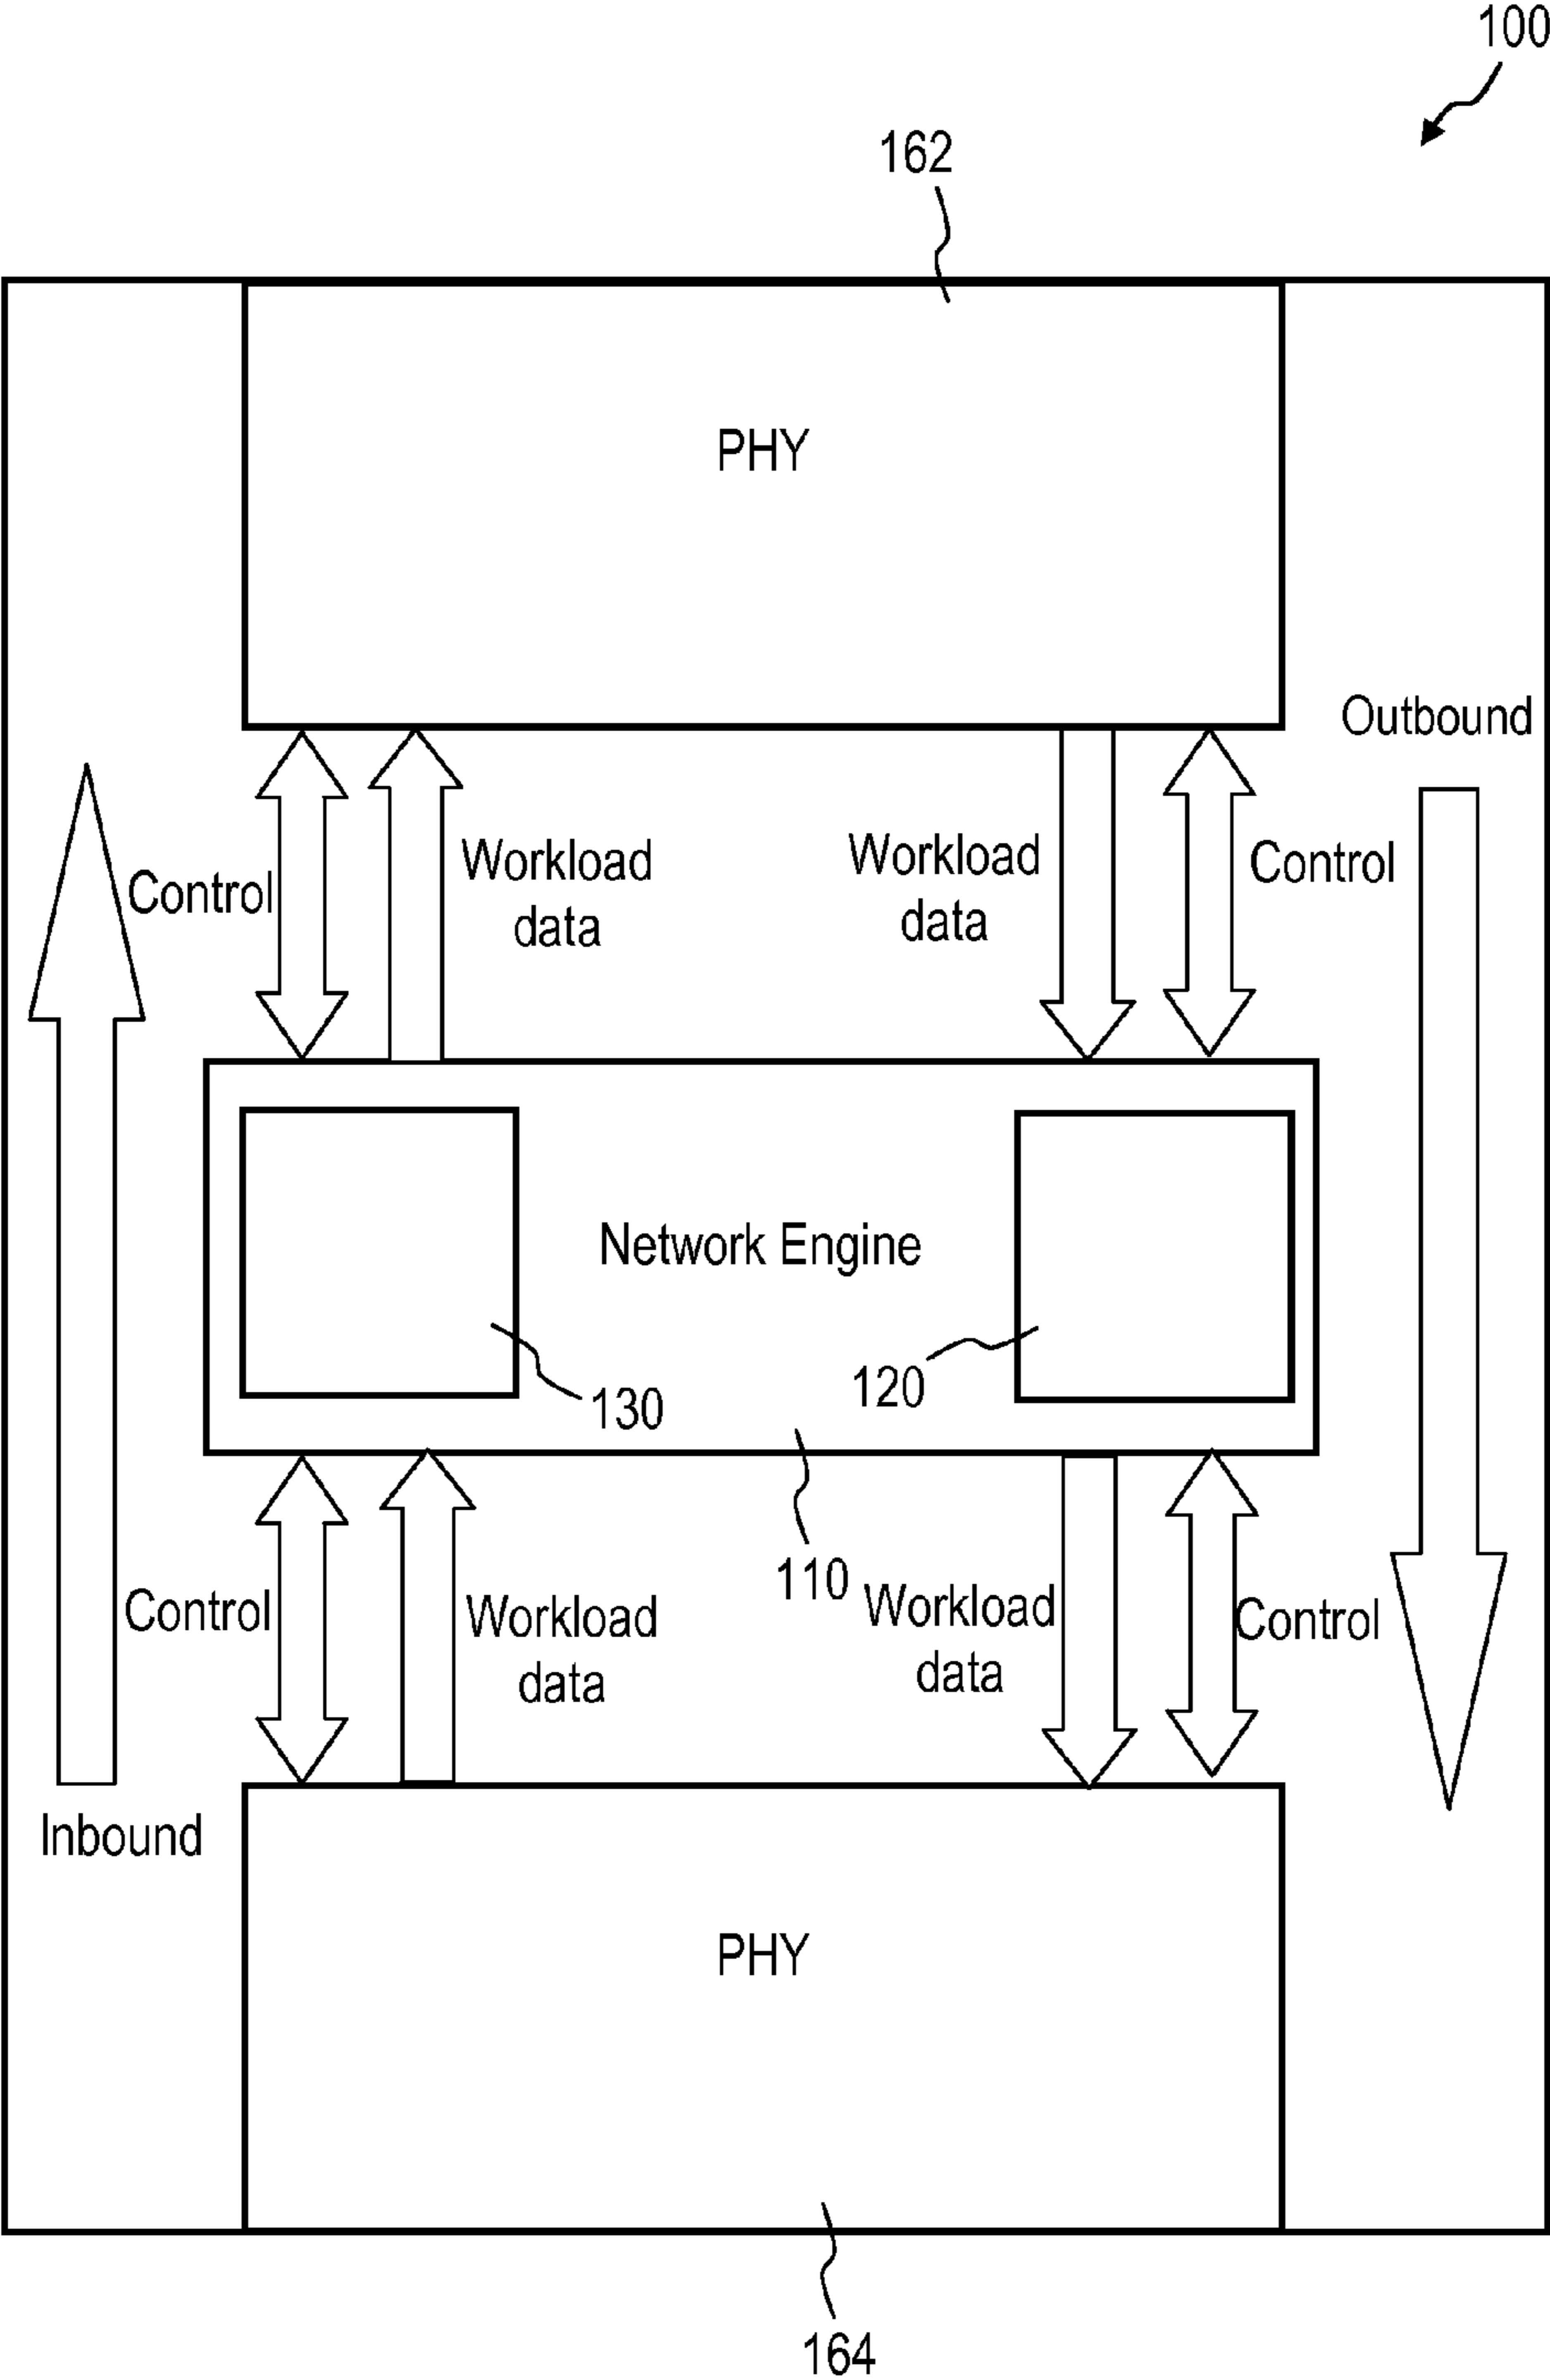 100
162
PHY
Outbound
Control
Workload
data
Workload
data
Control
Network Engine
130
120
110
Control
Workload
data
Workload
data
Control
Inbound
PHY
164